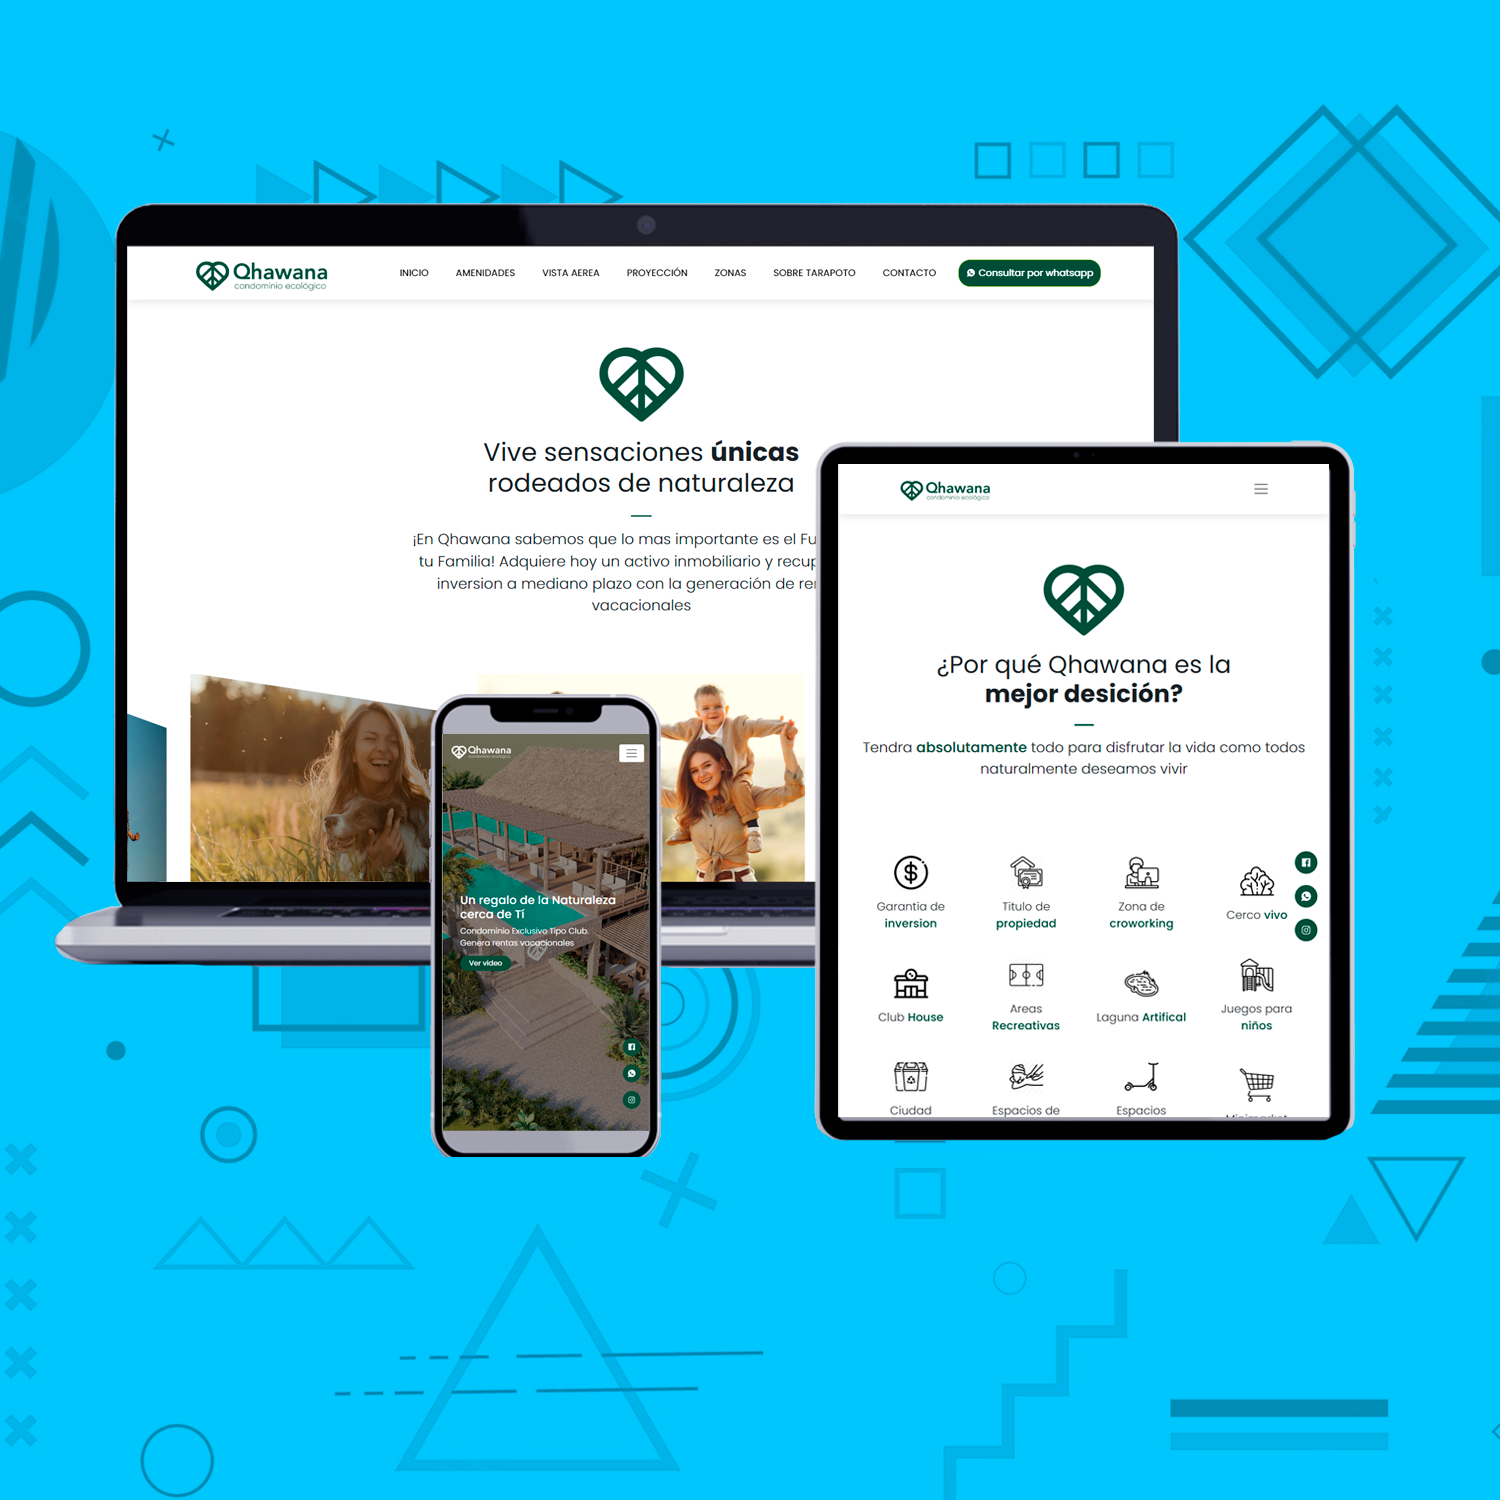 Qhawana
condominio ecológico
INICIO AMENIDADES VISTA AEREA PROYECCIÓN ZONAS SOBRE TARAPOTO CONTACTO Consultar por whatsapp
Vive sensaciones únicas
rodeados de naturaleza
¡En Qhawana sabemos que lo mas importante es el Fu
tu Familia! Adquiere hoy un activo inmobiliario y recup
inversion a mediano plazo con la generación de ren
vacacionales
Qhawana
condominio ecológico
Un regalo de la Naturaleza
cerca de Tí
Condominio Exclusivo Tipo Club.
Genera rentas vacacionales
Ver video
Qhawana
condominio ecológico
¿Por qué Qhawana es la
mejor desición?
Tendra absolutamente todo para disfrutar la vida como todos
naturalmente deseamos vivir
Garantia de
inversion
Titulo de
propiedad
Zona de
croworking
Cerco vivo
Club House
Areas
Recreativas
Laguna Artifical
Juegos para
niños
Ciudad
Espacios de
Espacios
Minimarket